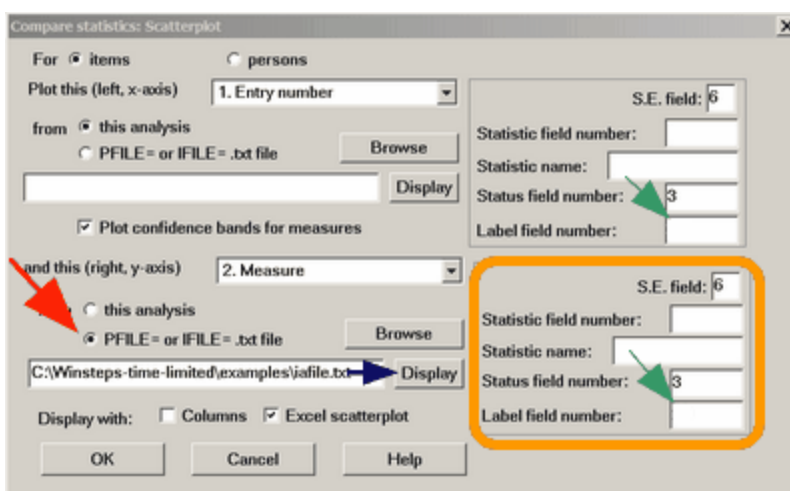 Compare statistics: Scatterplot
For items persons
Plot this (left, x-axis) 1. Entry number
S.E. field: 6
from this analysis
Statistic field number:
PFILE= or IFILE= .txt file Browse
Statistic name:
Display
Status field number: 3
Plot confidence bands for measures
Label field number:
and this (right, y-axis) 2. Measure
S.E. field: 6
this analysis
Statistic field number:
PFILE= or IFILE= .txt file Browse
Statistic name:
C:\Winsteps-time-limited\examples\iafile.txt Display
Status field number: 3
Display with: Columns Excel scatterplot
Label field number:
OK Cancel Help